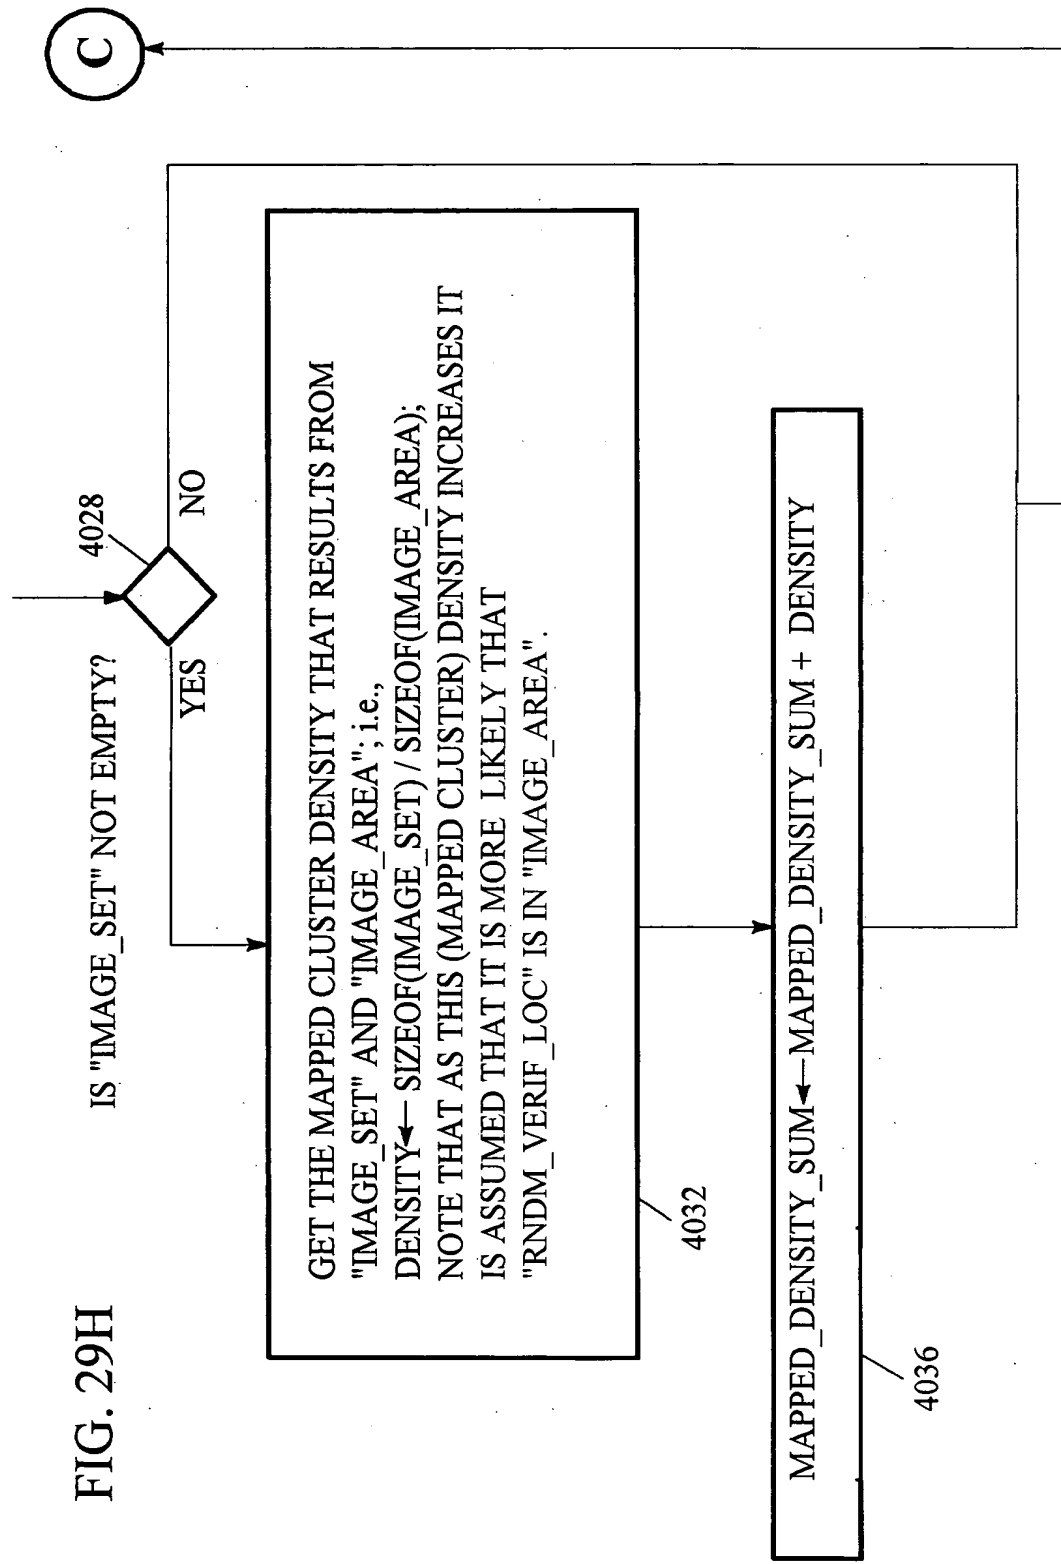 FIG. 29H
C
IS "IMAGE_SET" NOT EMPTY?
4028
YES
NO
GET THE MAPPED CLUSTER DENSITY THAT RESULTS FROM
"IMAGE_SET" AND "IMAGE_AREA"; i.e.,
DENSITY← SIZEOF(IMAGE_SET) / SIZEOF(IMAGE_AREA);
NOTE THAT AS THIS (MAPPED CLUSTER) DENSITY INCREASES IT
IS ASSUMED THAT IT IS MORE LIKELY THAT
"RNDM_VERIF_LOC" IS IN "IMAGE_AREA".
4032
MAPPED_DENSITY_SUM←MAPPED_DENSITY_SUM + DENSITY
4036